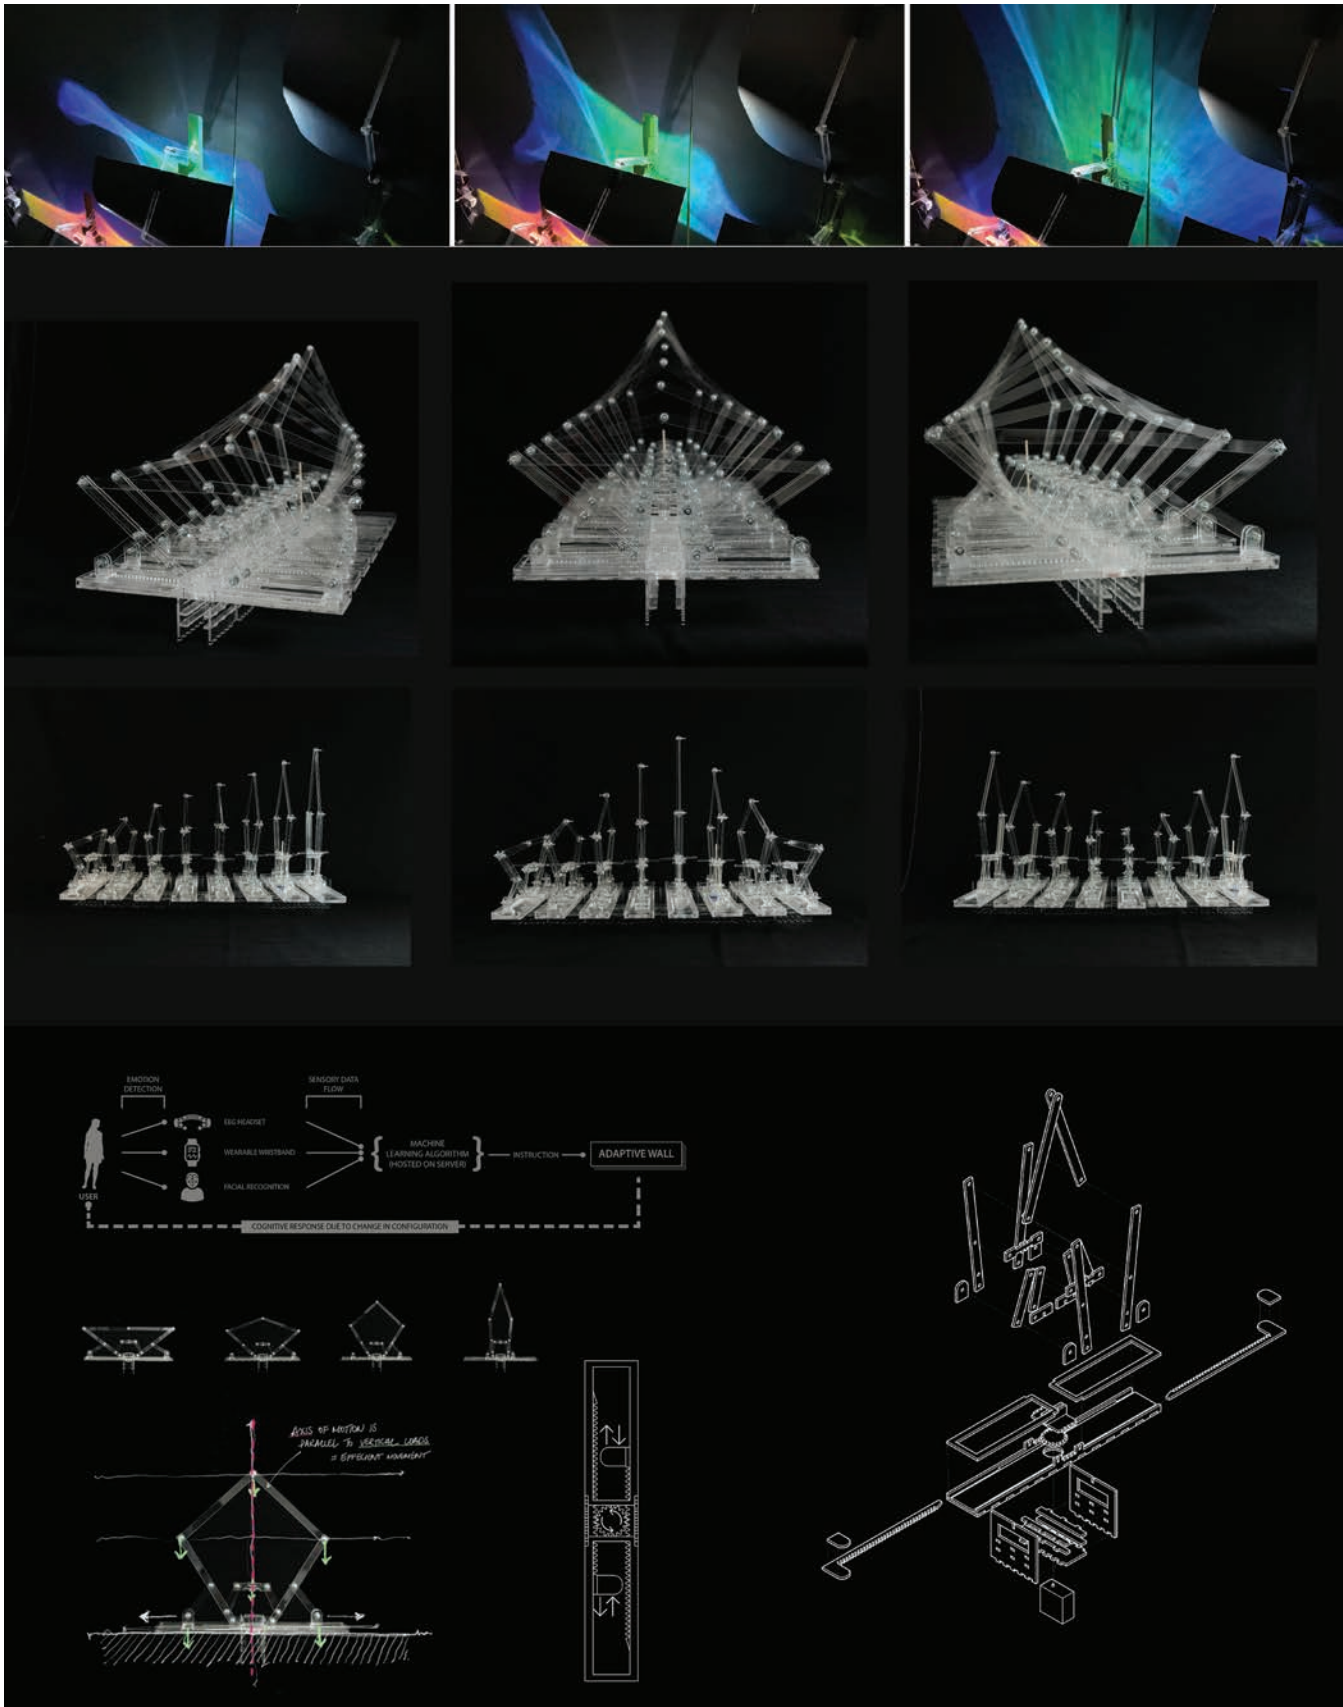 EMOTION
DETECTION
SENSORY DATA
FLOW
EEG HEADSET
MACHINE
LEARNING ALGORITHM
(HOSTED ON SERVER)
WEARABLE WRISTBAND
INSTRUCTION
ADAPTIVE WALL
FACIAL RECOGNITION
USER
COGNITIVE RESPONSE DUE TO CHANGE IN CONFIGURATION
AXIS OF MOTION IS
PARALLEL TO VERTICAL LOADS
= EFFICIENT MOVEMENT